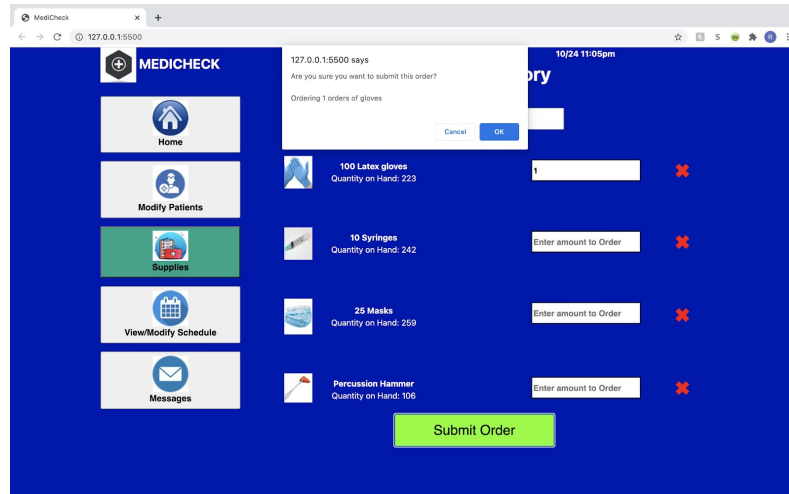 MediCheck
127.0.0.1:5500
MEDICHECK
10/24 11:05pm
ory
127.0.0.1:5500 says
Are you sure you want to submit this order?
Ordering 1 orders of gloves
Cancel
OK
Home
Modify Patients
Supplies
View/Modify Schedule
Messages
100 Latex gloves
Quantity on Hand: 223
1
10 Syringes
Quantity on Hand: 242
Enter amount to Order
25 Masks
Quantity on Hand: 259
Enter amount to Order
Percussion Hammer
Quantity on Hand: 106
Enter amount to Order
Submit Order